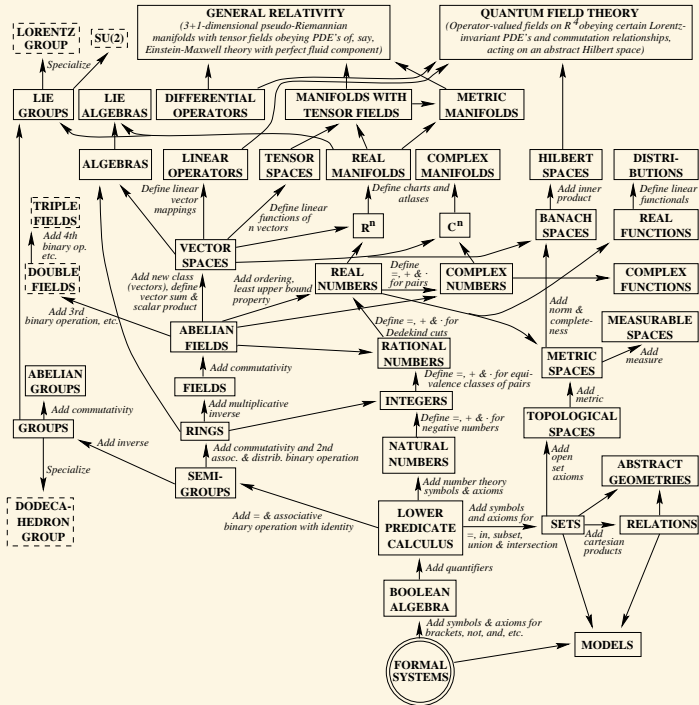 GENERAL RELATIVITY
(3+1-dimensional pseudo-Riemannian
manifolds with tensor fields obeying PDE's of, say,
Einstein-Maxwell theory with perfect fluid component)
QUANTUM FIELD THEORY
(Operator-valued fields on R^4 obeying certain Lorentz-
invariant PDE's and commutation relationships,
acting on an abstract Hilbert space)
LORENTZ
GROUP
SU(2)
Specialize
LIE
GROUPS
LIE
ALGEBRAS
DIFFERENTIAL
OPERATORS
MANIFOLDS WITH
TENSOR FIELDS
METRIC
MANIFOLDS
ALGEBRAS
LINEAR
OPERATORS
TENSOR
SPACES
REAL
MANIFOLDS
COMPLEX
MANIFOLDS
HILBERT
SPACES
DISTRI-
BUTIONS
Define linear
vector
mappings
Define linear
functions of
n vectors
Define charts and
atlases
Add inner
product
Define linear
functionals
TRIPLE
FIELDS
Add 4th
binary op.
etc.
DOUBLE
FIELDS
R^n
C^n
BANACH
SPACES
REAL
FUNCTIONS
VECTOR
SPACES
Add new class
(vectors), define
vector sum &
scalar product
Add ordering,
least upper bound
property
REAL
NUMBERS
Define
=, + & ·
for pairs
COMPLEX
NUMBERS
COMPLEX
FUNCTIONS
Add 3rd
binary operation, etc.
ABELIAN
FIELDS
Define =, + & · for
Dedekind cuts
Add
norm &
complete-
ness
MEASURABLE
SPACES
RATIONAL
NUMBERS
METRIC
SPACES
Add
measure
ABELIAN
GROUPS
Add commutativity
FIELDS
Define =, + & · for equi-
valence classes of pairs
Add
metric
Add commutativity
Add multiplicative
inverse
INTEGERS
TOPOLOGICAL
SPACES
GROUPS
Add inverse
RINGS
Define =, + & · for
negative numbers
Specialize
Add commutativity and 2nd
assoc. & distrib. binary operation
NATURAL
NUMBERS
Add
open
set
axioms
ABSTRACT
GEOMETRIES
SEMI-
GROUPS
Add number theory
symbols & axioms
DODECA-
HEDRON
GROUP
Add = & associative
binary operation with identity
LOWER
PREDICATE
CALCULUS
Add symbols
and axioms for
=, in, subset,
union & intersection
SETS
Add
cartesian
products
RELATIONS
Add quantifiers
BOOLEAN
ALGEBRA
Add symbols & axioms for
brackets, not, and, etc.
MODELS
FORMAL
SYSTEMS